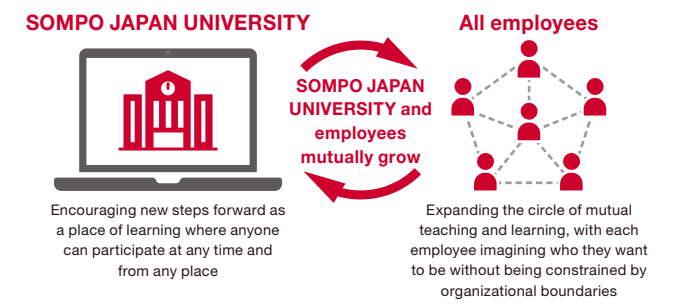 SOMPO JAPAN UNIVERSITY
Encouraging new steps forward as
a place of learning where anyone
can participate at any time and
from any place
SOMPO JAPAN
UNIVERSITY and
employees
mutually grow
All employees
Expanding the circle of mutual
teaching and learning, with each
employee imagining who they want
to be without being constrained by
organizational boundaries